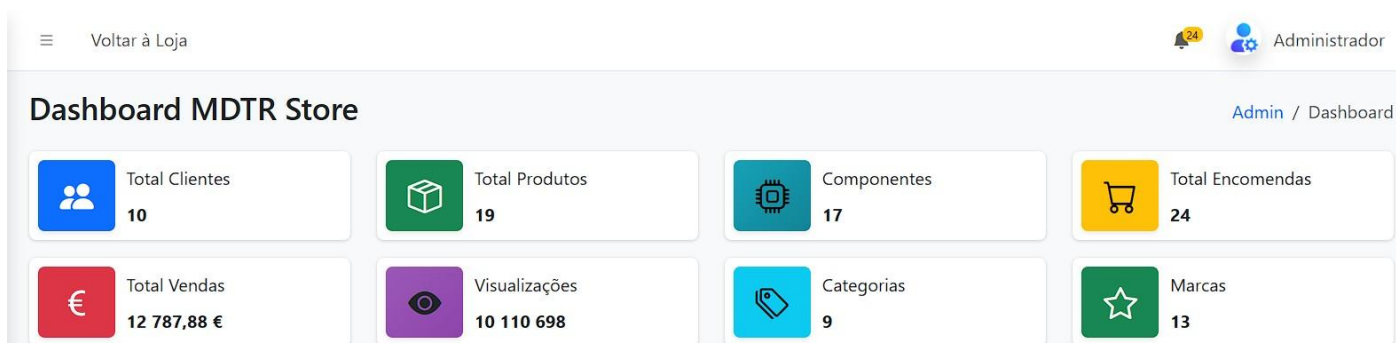 Voltar à Loja
24
Administrador
Dashboard MDTR Store
Admin / Dashboard
Total Clientes
10
Total Produtos
19
Componentes
17
Total Encomendas
24
Total Vendas
12 787,88 €
Visualizações
10 110 698
Categorias
9
Marcas
13